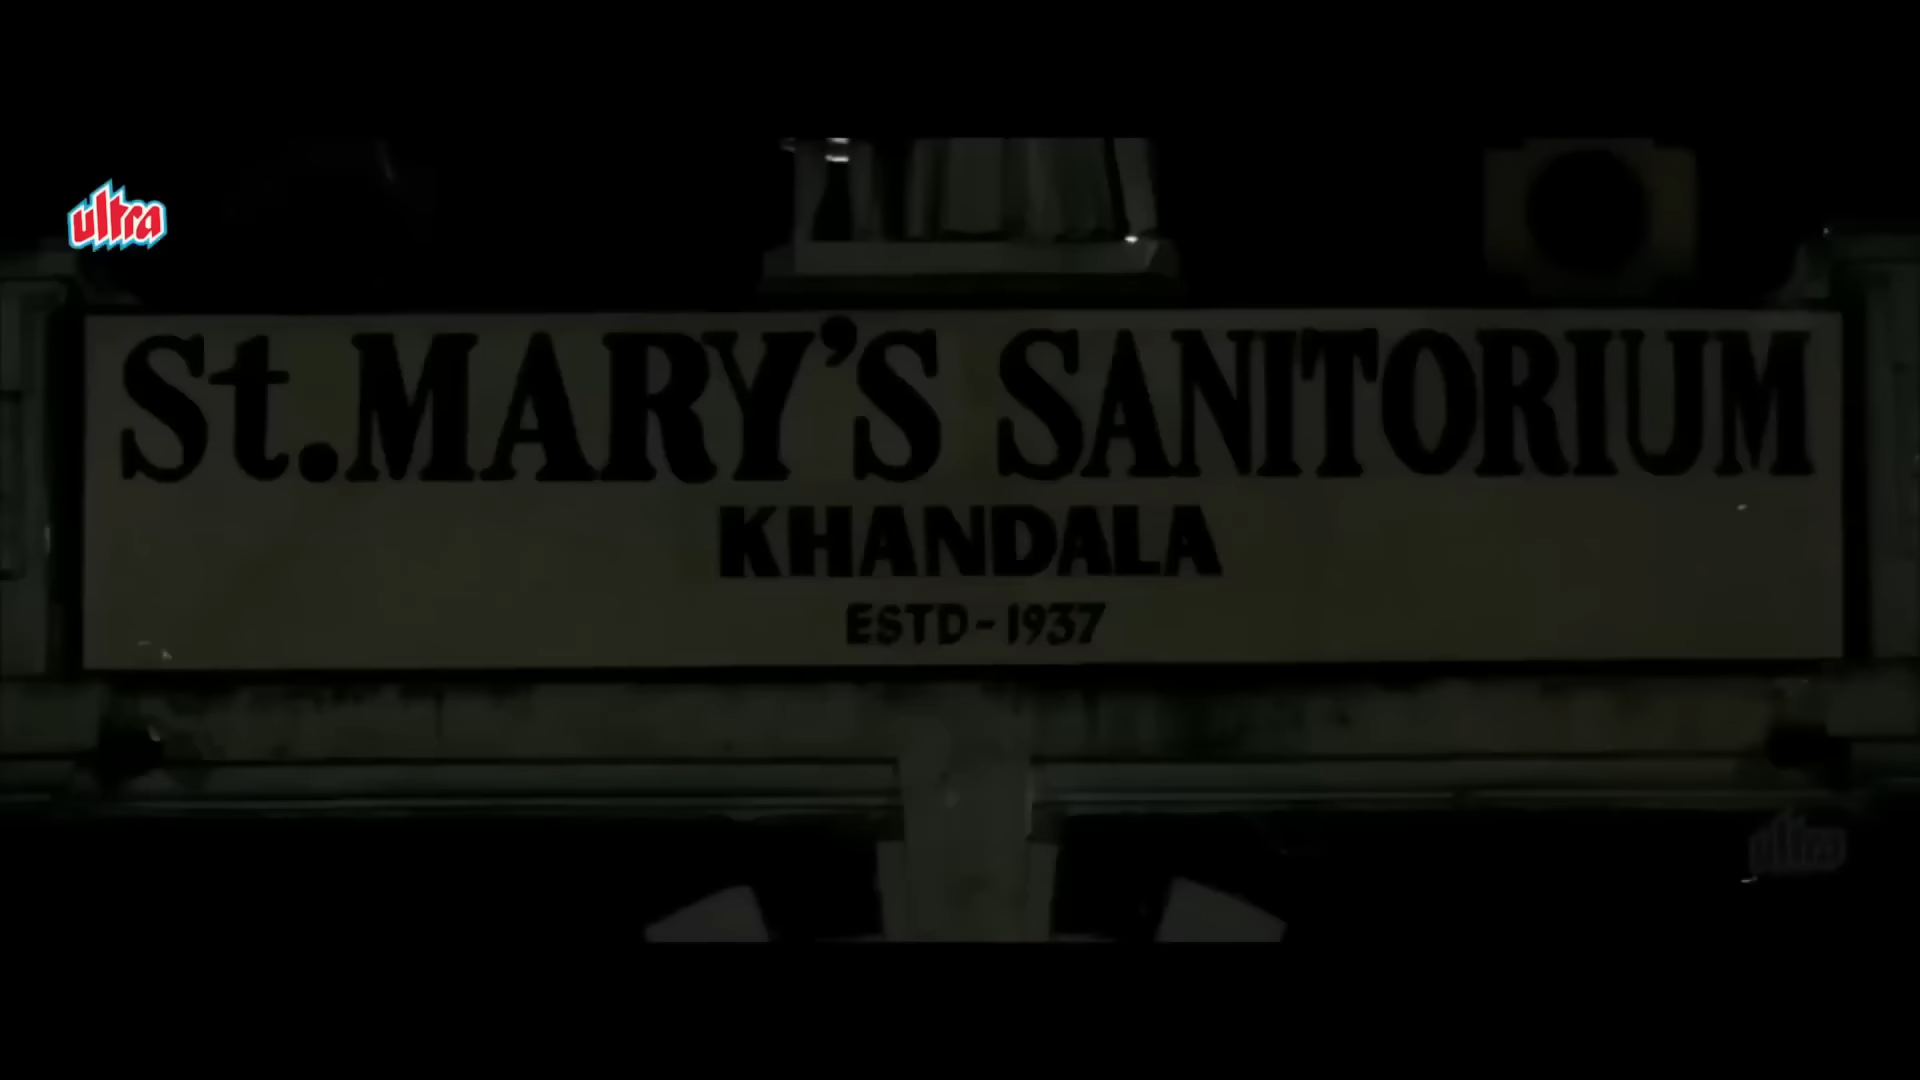 ultra
St.MARY'S SANITORIUM
KHANDALA
ESTD-1937
ultra